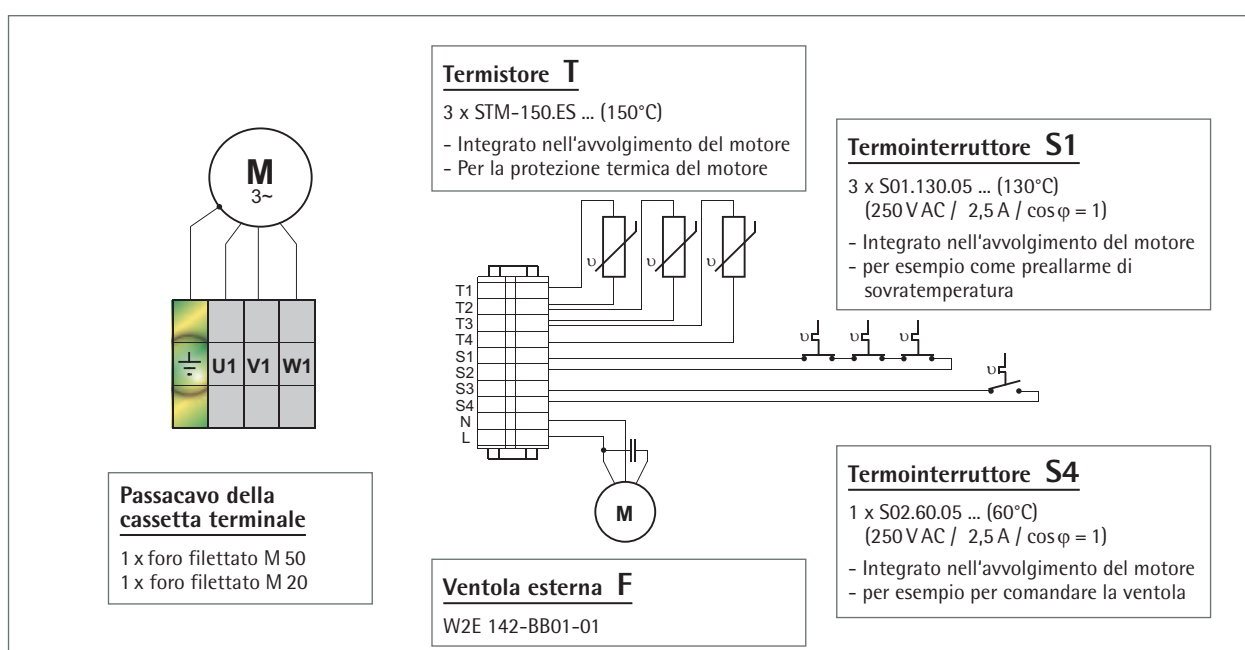 Termistore T
3 x STM-150.ES ... (150°C)
- Integrato nell'avvolgimento del motore
- Per la protezione termica del motore
Termointerruttore S1
3 x S01.130.05 ... (130°C)
(250 V AC / 2,5 A / cos φ = 1)
- Integrato nell'avvolgimento del motore
- per esempio come preallarme di
sovratemperatura
M
3~
U1 V1 W1
υ υ υ
T1
T2
T3
T4
S1
S2
S3
S4
N
L
υ υ υ
υ
M
Passacavo della
cassetta terminale
1 x foro filettato M 50
1 x foro filettato M 20
Ventola esterna F
W2E 142-BB01-01
Termointerruttore S4
1 x S02.60.05 ... (60°C)
(250 V AC / 2,5 A / cos φ = 1)
- Integrato nell'avvolgimento del motore
- per esempio per comandare la ventola